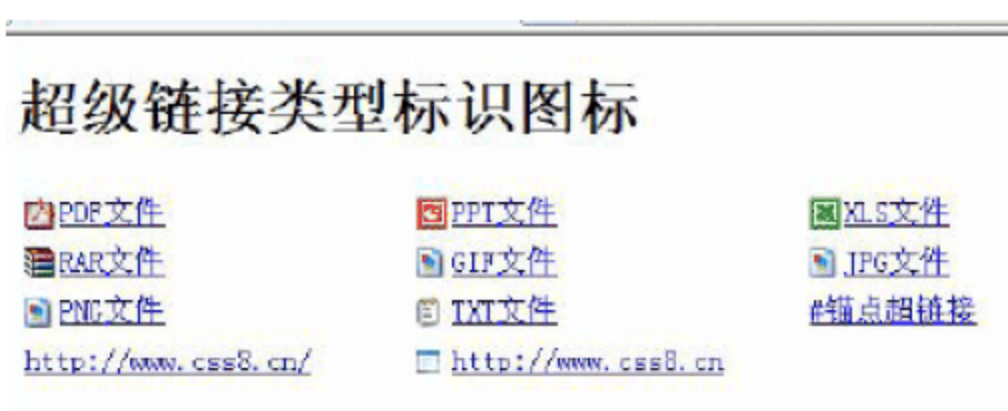 超级链接类型标识图标
PDF文件 PPT文件 XLS文件
RAR文件 GIF文件 JPG文件
PNG文件 TXT文件 #锚点超链接
http://www.css8.cn/ http://www.css8.cn